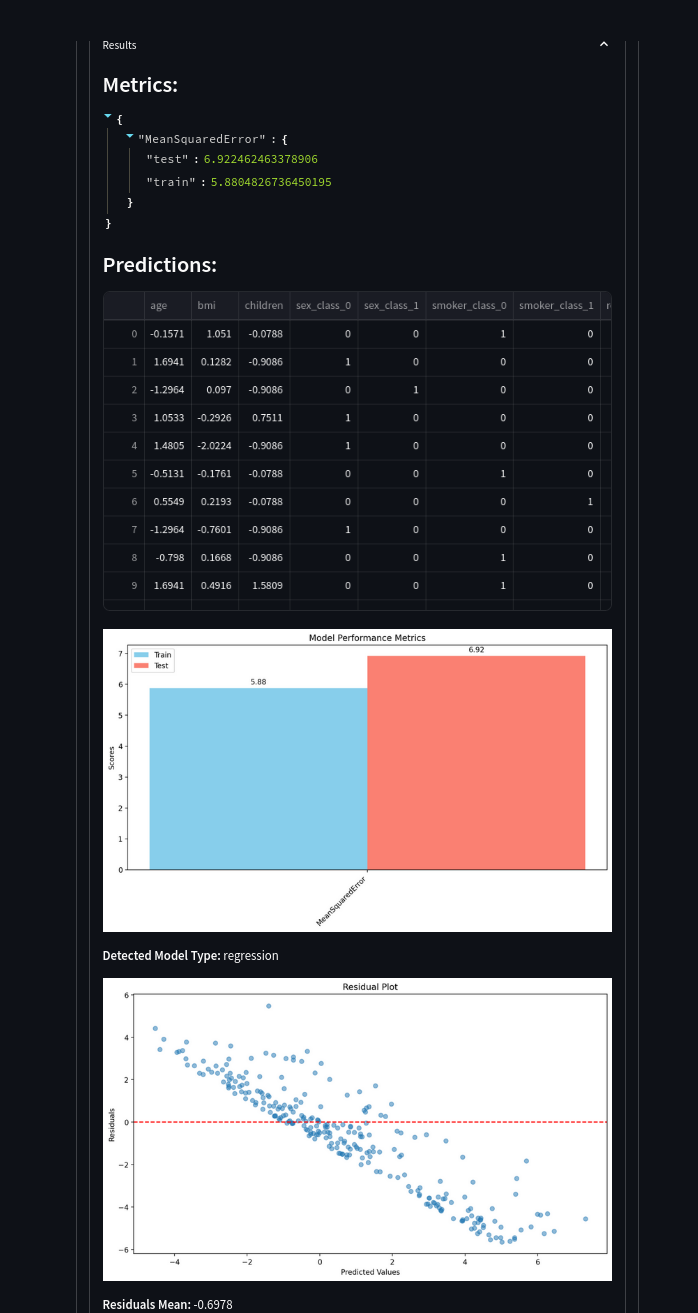 Results
Metrics:
{
"MeanSquaredError" : {
"test" : 6.922462463378906
"train" : 5.8804826736450195
}
}
Predictions:
age bmi children sex_class_0 sex_class_1 smoker_class_0 smoker_class_1
0 -0.1571 1.051 -0.0788 0 0 1 0
1 1.6941 0.1282 -0.9086 1 0 0 0
2 -1.2964 0.097 -0.9086 0 1 0 0
3 1.0533 -0.2926 0.7511 1 0 0 0
4 1.4805 -2.0224 -0.9086 1 0 0 0
5 -0.5131 -0.1761 -0.0788 0 0 1 0
6 0.5549 0.2193 -0.0788 0 0 0 1
7 -1.2964 -0.7601 -0.9086 1 0 0 0
8 -0.798 0.1668 -0.9086 0 0 1 0
9 1.6941 0.4916 1.5809 0 0 1 0
Model Performance Metrics
Train
Test
5.88
6.92
7
6
5
4
3
2
1
0
Scores
MeanSquaredError
Detected Model Type: regression
Residual Plot
6
4
2
0
−2
−4
−6
Residuals
−4 −2 0 2 4 6
Predicted Values
Residuals Mean: -0.6978